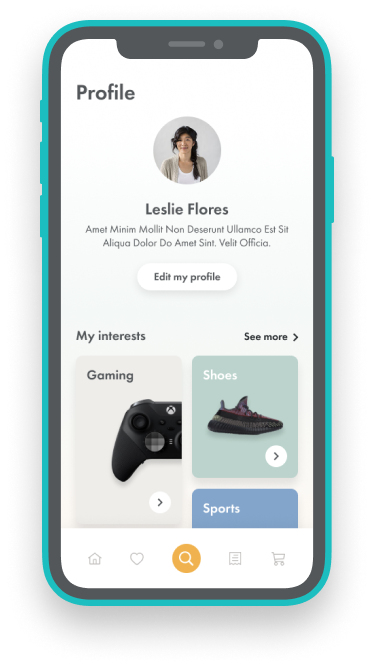 Profile
Leslie Flores
Amet Minim Mollit Non Deserunt Ullamco Est Sit
Aliqua Dolor Do Amet Sint. Velit Officia.
Edit my profile
My interests
See more
Gaming
Shoes
Sports